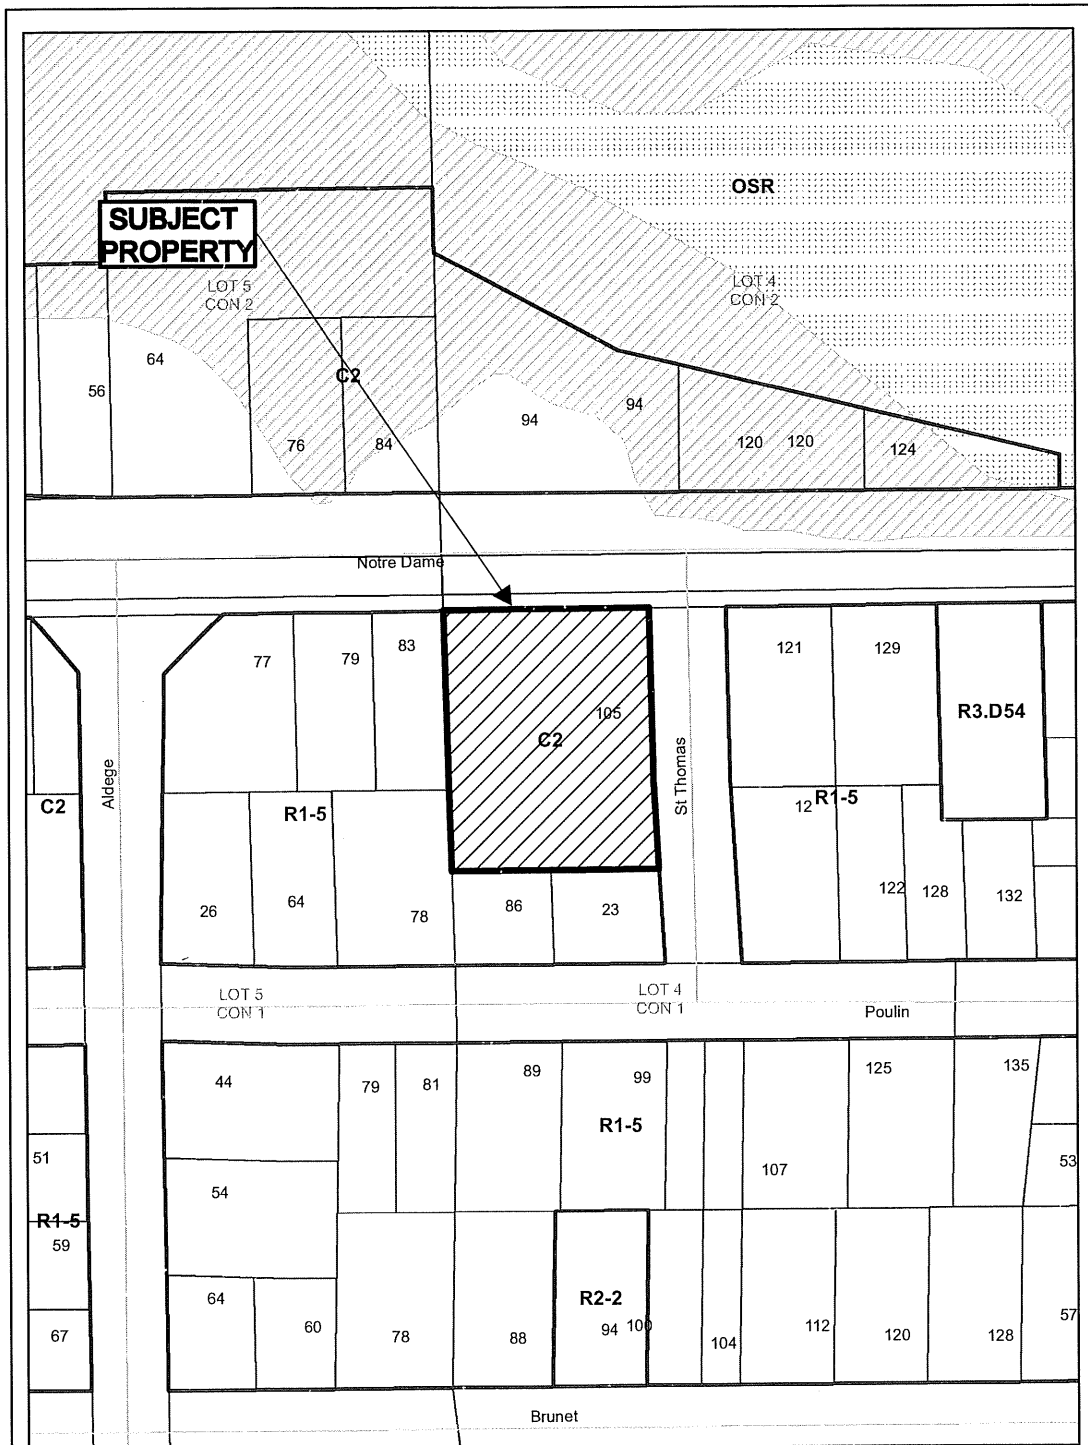 OSR
SUBJECT
PROPERTY
LOT 5
CON 2
LOT 4
CON 2
64
56
C2
94
94
76
84
120 120
124
Notre Dame
77
79
83
121
129
105
R3.D54
C2
Aldege
St Thomas
C2
R1-5
12
R1-5
26
64
78
86
23
122
128
132
LOT 5
CON 1
LOT 4
CON 1
Poulin
44
79
81
89
99
125
135
R1-5
51
107
53
54
R1-5
59
64
60
R2-2
67
78
88
94
100
104
112
120
128
57
Brunet